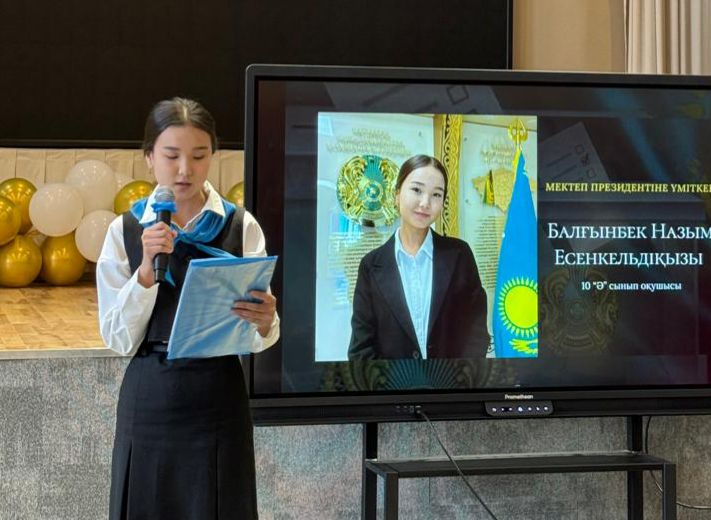 МЕКТЕП ПРЕЗИДЕНТІНЕ ҮМІТКЕР
БАЛҒЫНБЕК НАЗЫМ
ЕСЕНКЕЛЬДІҚЫЗЫ
10 "Ә" сынып оқушысы
Promethean